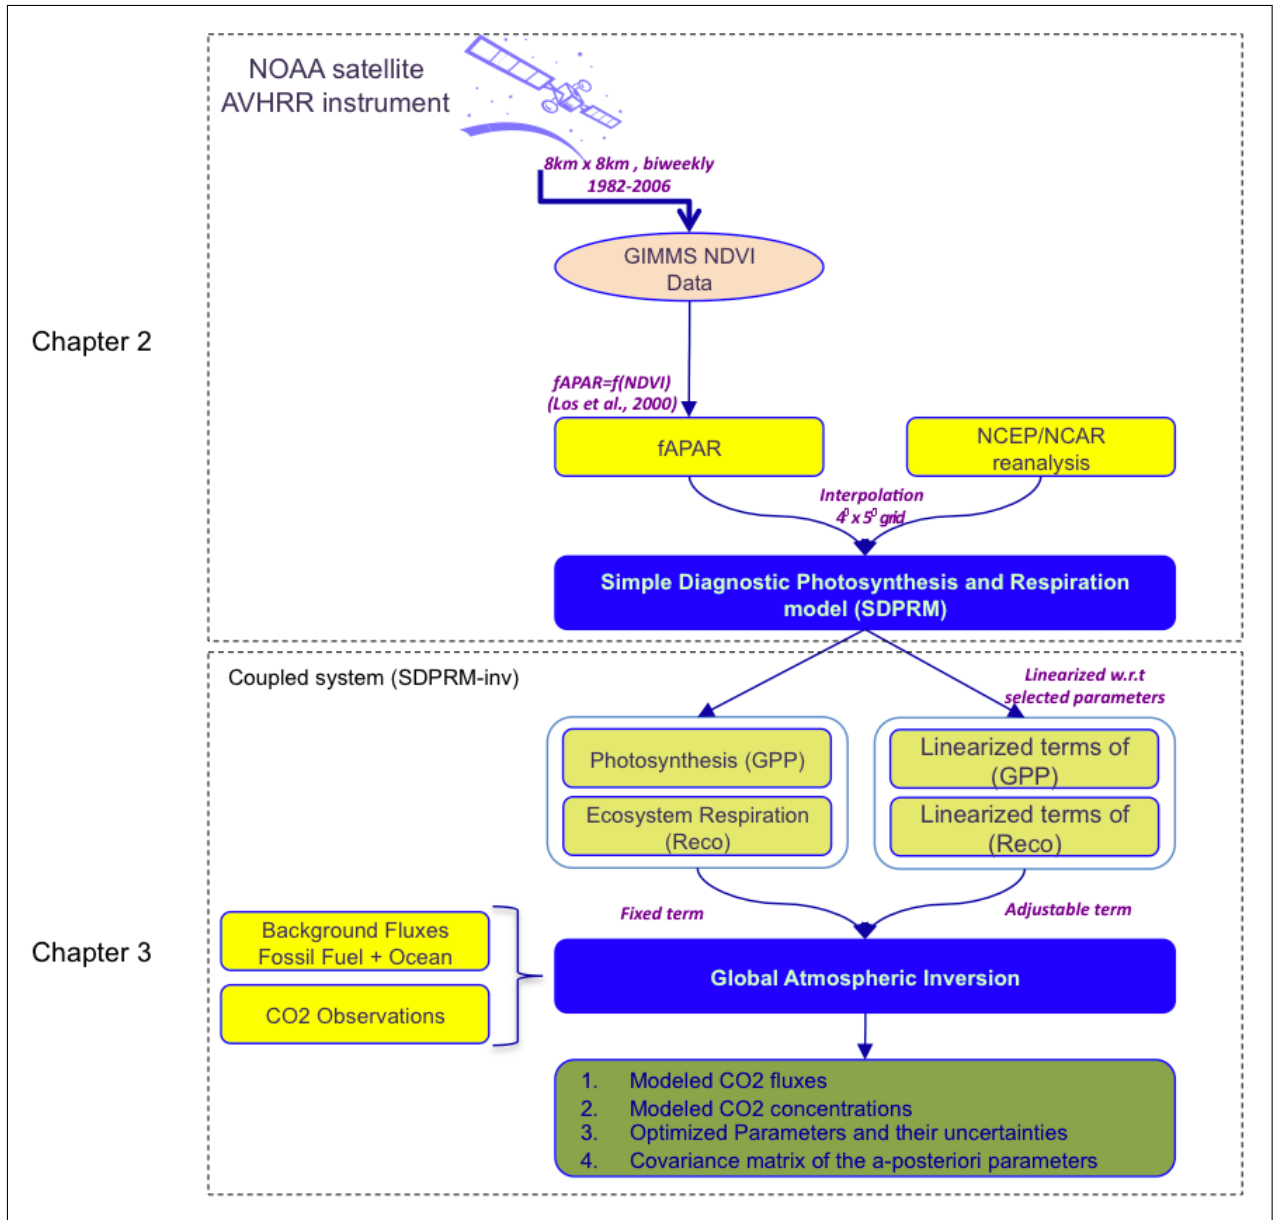 NOAA satellite
AVHRR instrument
8km x 8km , biweekly
1982-2006
GIMMS NDVI
Data
Chapter 2
fAPAR=f(NDVI)
(Los et al., 2000)
fAPAR
NCEP/NCAR
reanalysis
Interpolation
4⁰ x 5⁰ grid
Simple Diagnostic Photosynthesis and Respiration
model (SDPRM)
Coupled system (SDPRM-inv)
Linearized w.r.t
selected parameters
Photosynthesis (GPP)
Ecosystem Respiration
(Reco)
Linearized terms of
(GPP)
Linearized terms of
(Reco)
Fixed term
Adjustable term
Chapter 3
Background Fluxes
Fossil Fuel + Ocean
CO2 Observations
Global Atmospheric Inversion
1. Modeled CO2 fluxes
2. Modeled CO2 concentrations
3. Optimized Parameters and their uncertainties
4. Covariance matrix of the a-posteriori parameters